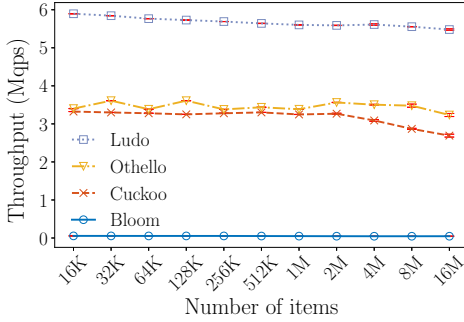 Throughput (Mqps)
6
5
4
3
2
1
0
Ludo
Othello
Cuckoo
Bloom
16K 32K 64K 128K 256K 512K 1M 2M 4M 8M 16M
Number of items